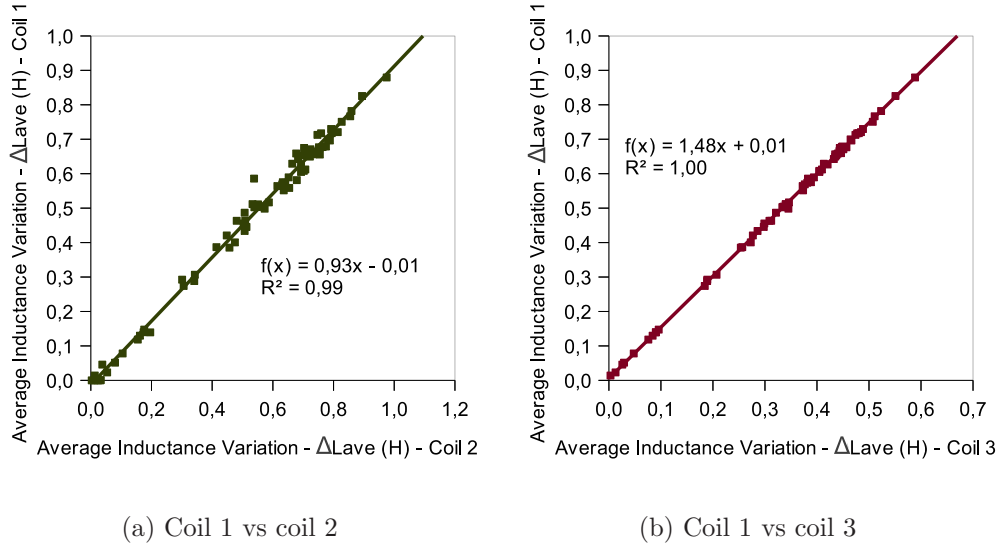 Average Inductance Variation - ΔLave (H) - Coil 1
1,0
0,9
0,8
0,7
0,6
0,5
0,4
0,3
0,2
0,1
0,0
f(x) = 0,93x - 0,01
R² = 0,99
0,0 0,2 0,4 0,6 0,8 1,0 1,2
Average Inductance Variation - ΔLave (H) - Coil 2
(a) Coil 1 vs coil 2
Average Inductance Variation - ΔLave (H) - Coil 1
1,0
0,9
0,8
0,7
0,6
0,5
0,4
0,3
0,2
0,1
0,0
f(x) = 1,48x + 0,01
R² = 1,00
0,0 0,1 0,2 0,3 0,4 0,5 0,6 0,7
Average Inductance Variation - ΔLave (H) - Coil 3
(b) Coil 1 vs coil 3